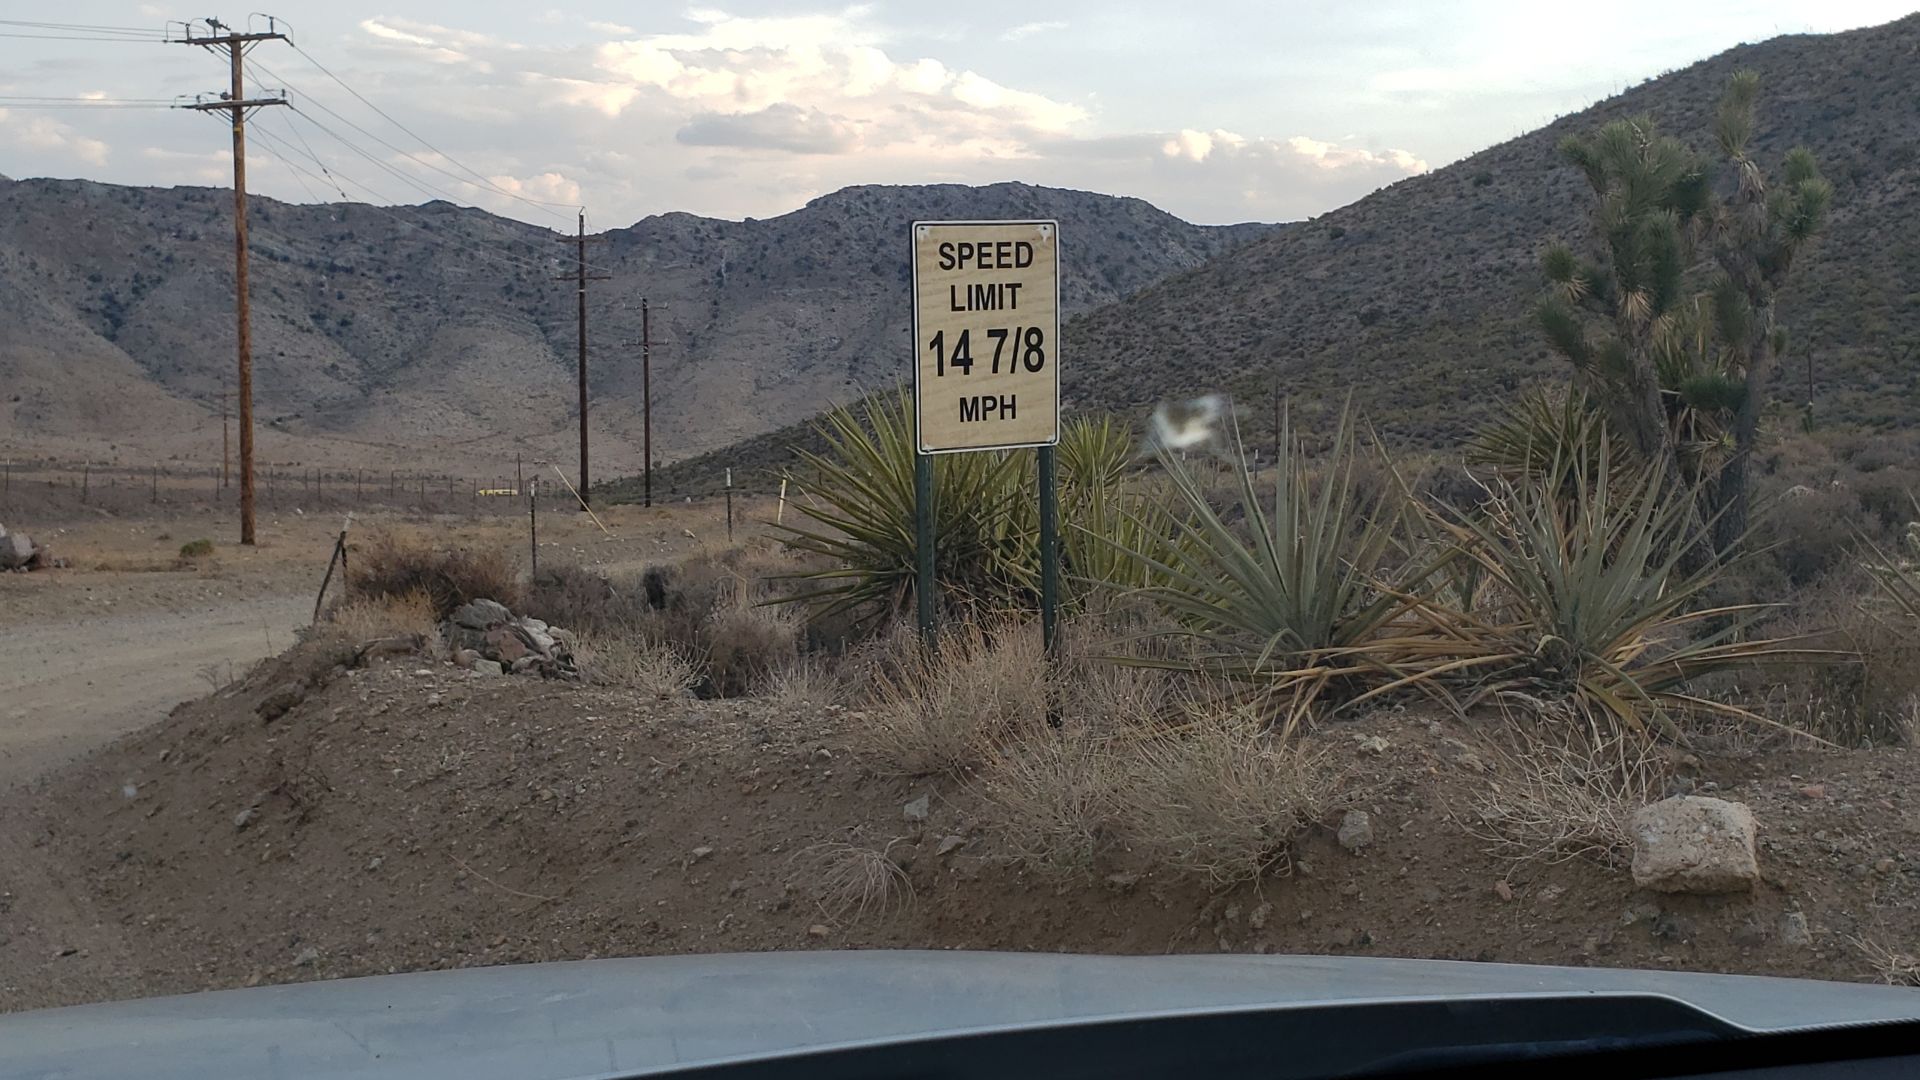 SPEED
LIMIT
14 7/8
MPH